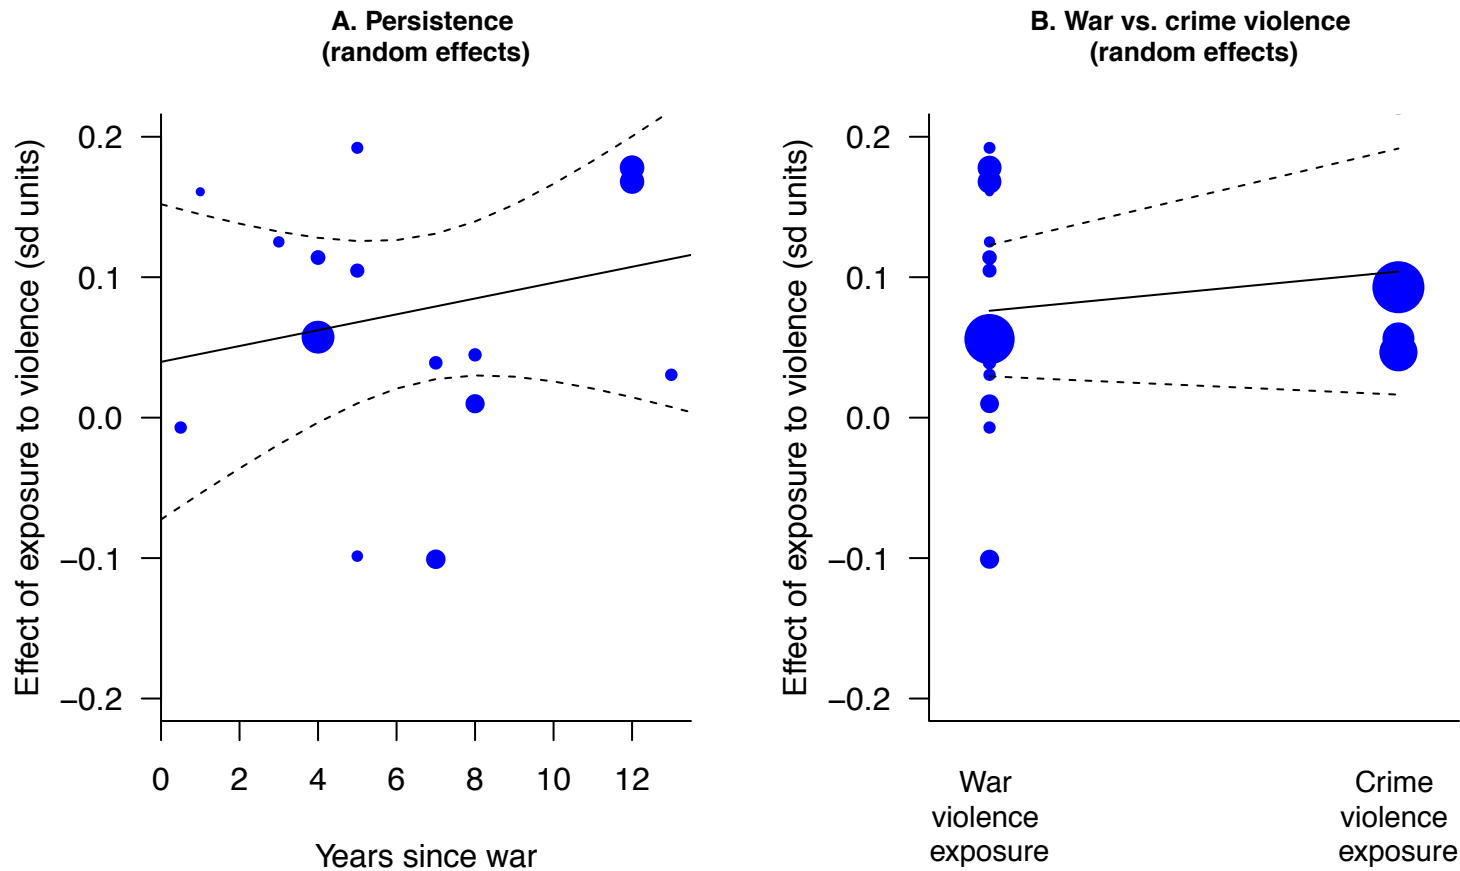 A. Persistence
(random effects)
Effect of exposure to violence (sd units)
0.2
0.1
0.0
−0.1
−0.2
0 2 4 6 8 10 12
Years since war
B. War vs. crime violence
(random effects)
Effect of exposure to violence (sd units)
0.2
0.1
0.0
−0.1
−0.2
War
violence
exposure
Crime
violence
exposure